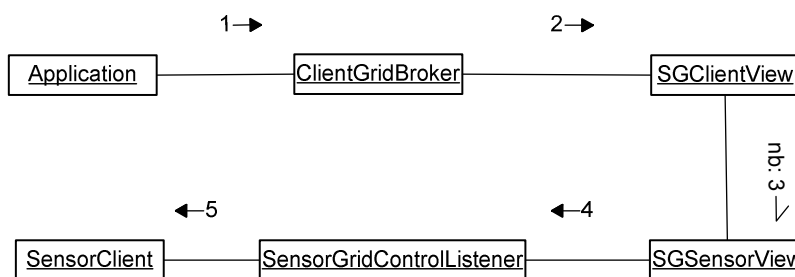 1
2
Application
ClientGridBroker
SGClientView
nb: 3
5
4
SensorClient
SensorGridControlListener
SGSensorView